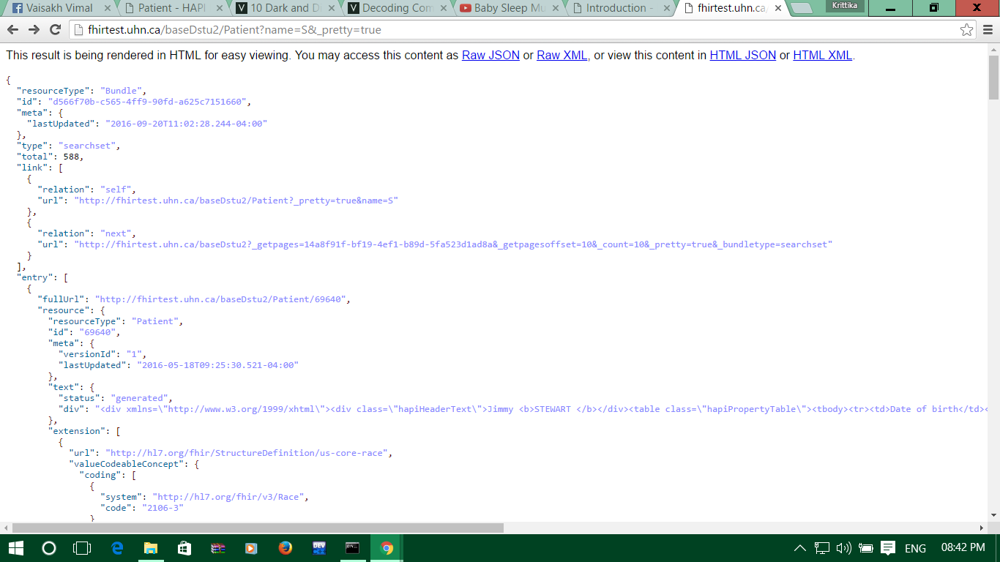 Vaisakh Vimal
Patient - HAPI
10 Dark and D
Decoding Com
Baby Sleep Mu
Introduction -
fhirtest.uhn.ca/
Krittika
fhirtest.uhn.ca/baseDstu2/Patient?name=S&_pretty=true
This result is being rendered in HTML for easy viewing. You may access this content as Raw JSON or Raw XML, or view this content in HTML JSON or HTML XML.
{
"resourceType": "Bundle",
"id": "d566f70b-c565-4ff9-90fd-a625c7151660",
"meta": {
"lastUpdated": "2016-09-20T11:02:28.244-04:00"
},
"type": "searchset",
"total": 588,
"link": [
{
"relation": "self",
"url": "http://fhirtest.uhn.ca/baseDstu2/Patient?_pretty=true&name=S"
},
{
"relation": "next",
"url": "http://fhirtest.uhn.ca/baseDstu2?_getpages=14a8f91f-bf19-4ef1-b89d-5fa523d1ad8a&_getpagesoffset=10&_count=10&_pretty=true&_bundletype=searchset"
}
],
"entry": [
{
"fullUrl": "http://fhirtest.uhn.ca/baseDstu2/Patient/69640",
"resource": {
"resourceType": "Patient",
"id": "69640",
"meta": {
"versionId": "1",
"lastUpdated": "2016-05-18T09:25:30.521-04:00"
},
"text": {
"status": "generated",
"div": "<div xmlns=\"http://www.w3.org/1999/xhtml\"><div class=\"hapiHeaderText\">Jimmy <b>STEWART </b></div><table class=\"hapiPropertyTable\"><tbody><tr><td>Date of birth</td><
},
"extension": [
{
"url": "http://hl7.org/fhir/StructureDefinition/us-core-race",
"valueCodeableConcept": {
"coding": [
{
"system": "http://hl7.org/fhir/v3/Race",
"code": "2106-3"
}
DEV
ENG
08:42 PM